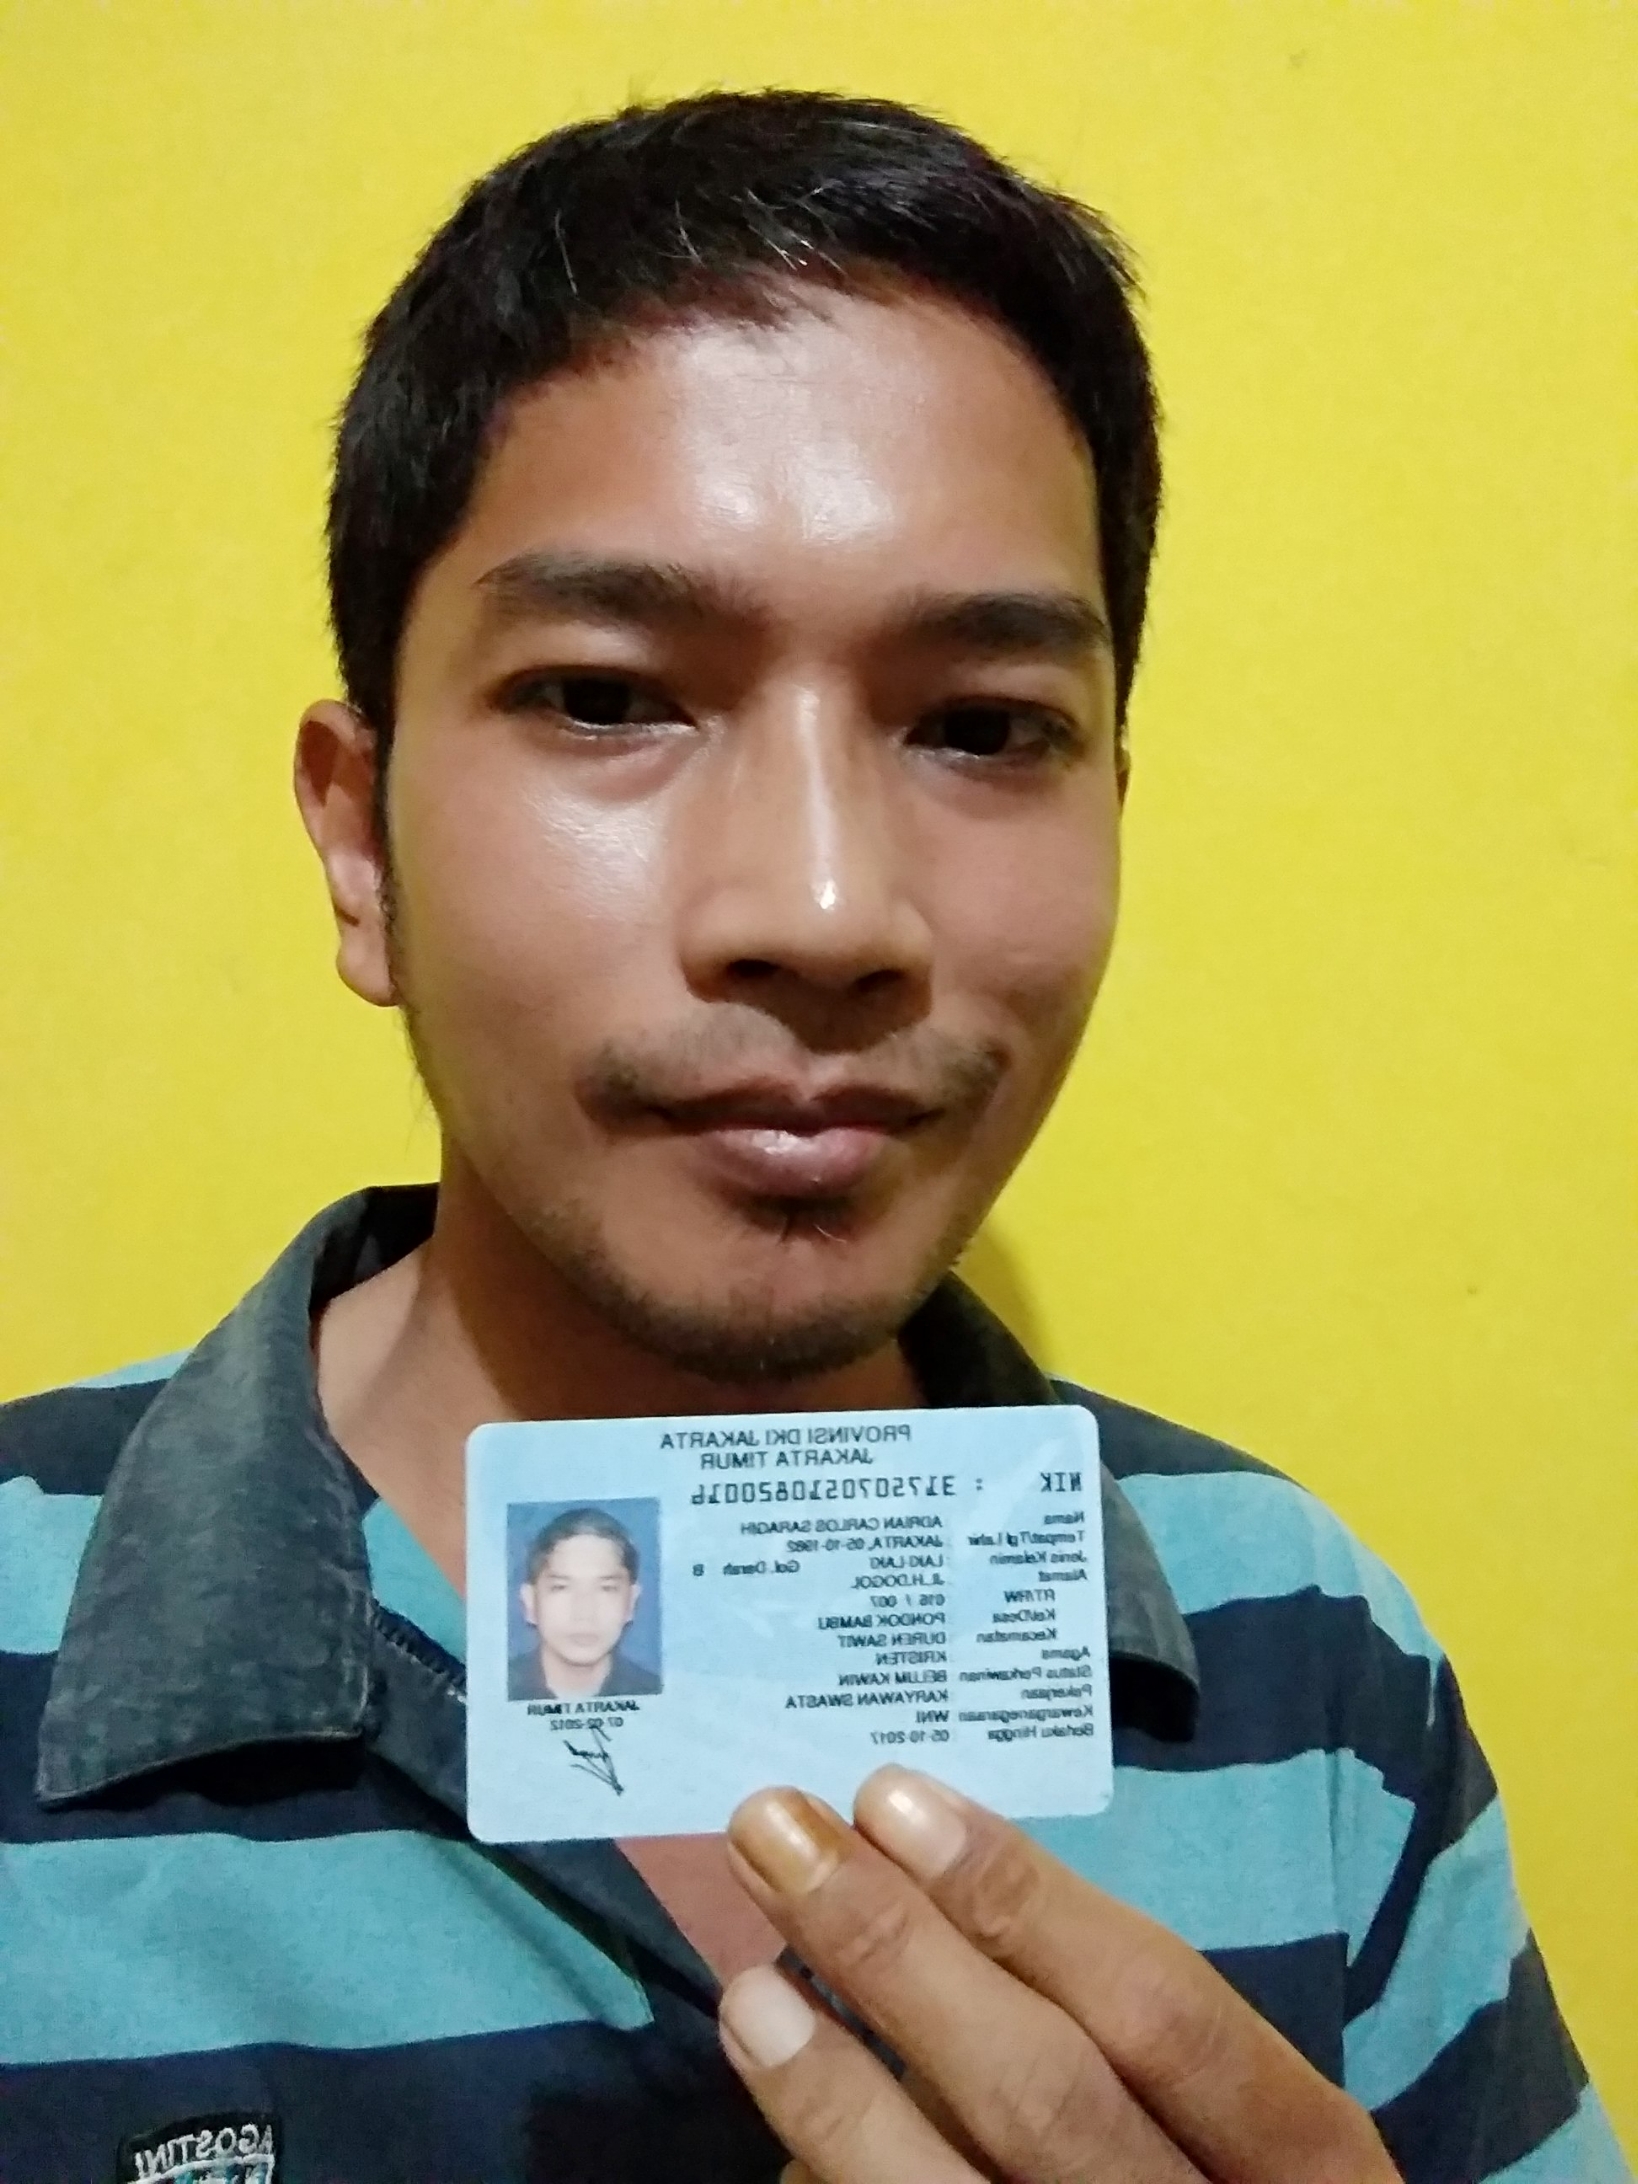 PROVINSI DKI JAKARTA
JAKARTA TIMUR
NIK : 3175070510820016
Nama : ADRIAN CARLOS SARAGIH
Tempat/Tgl Lahir : JAKARTA, 05-10-1982
Jenis Kelamin : LAKI-LAKI Gol. Darah B
Alamat : JL.H.DOGOL
RT/RW : 016 / 007
Kel/Desa : PONDOK BAMBU
Kecamatan : DUREN SAWIT
Agama : KRISTEN
Status Perkawinan : BELUM KAWIN
Pekerjaan : KARYAWAN SWASTA
Kewarganegaraan : WNI
Berlaku Hingga : 05-10-2017
JAKARTA TIMUR
07-02-2012
AGOSTINI